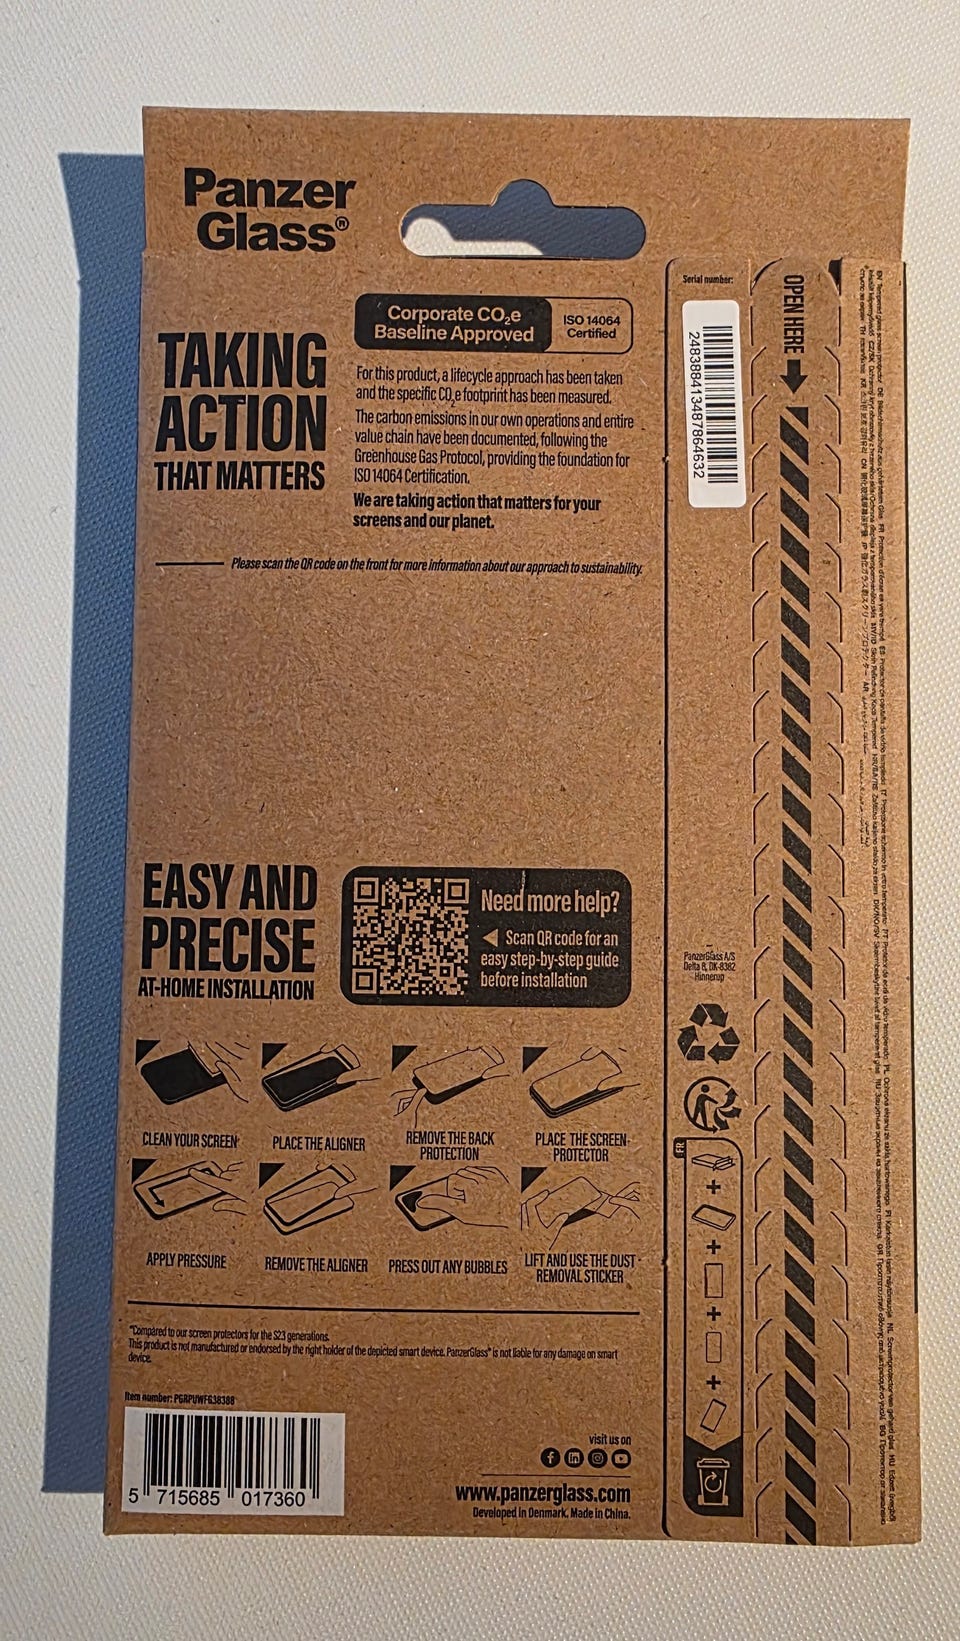 Panzer
Glass®
Corporate CO2e
Baseline Approved
ISO 14064
Certified
TAKING
ACTION
THAT MATTERS
For this product, a lifecycle approach has been taken
and the specific CO2e footprint has been measured.
The carbon emissions in our own operations and entire
value chain have been documented, following the
Greenhouse Gas Protocol, providing the foundation for
ISO 14064 Certification.
We are taking action that matters for your
screens and our planet.
Please scan the QR code on the front for more information about our approach to sustainability.
EASY AND
PRECISE
AT-HOME INSTALLATION
Need more help?
Scan QR code for an
easy step-by-step guide
before installation
CLEAN YOUR SCREEN
PLACE THE ALIGNER
REMOVE THE BACK
PROTECTION
PLACE THE SCREEN-
PROTECTOR
APPLY PRESSURE
REMOVE THE ALIGNER
PRESS OUT ANY BUBBLES
LIFT AND USE THE DUST
REMOVAL STICKER
*Compared to our screen protectors for the S23 generations.
This product is not manufactured or endorsed by the right holder of the depicted smart device. PanzerGlass® is not liable for any damage on smart
device.
Item number: PGRPUWFG38388
5 715685 017360
visit us on
www.panzerglass.com
Developed in Denmark. Made in China.
Serial number:
248388413487864632
PanzerGlass A/S
Delta 8, DK-8382
Hinnerup
FR
OPEN HERE